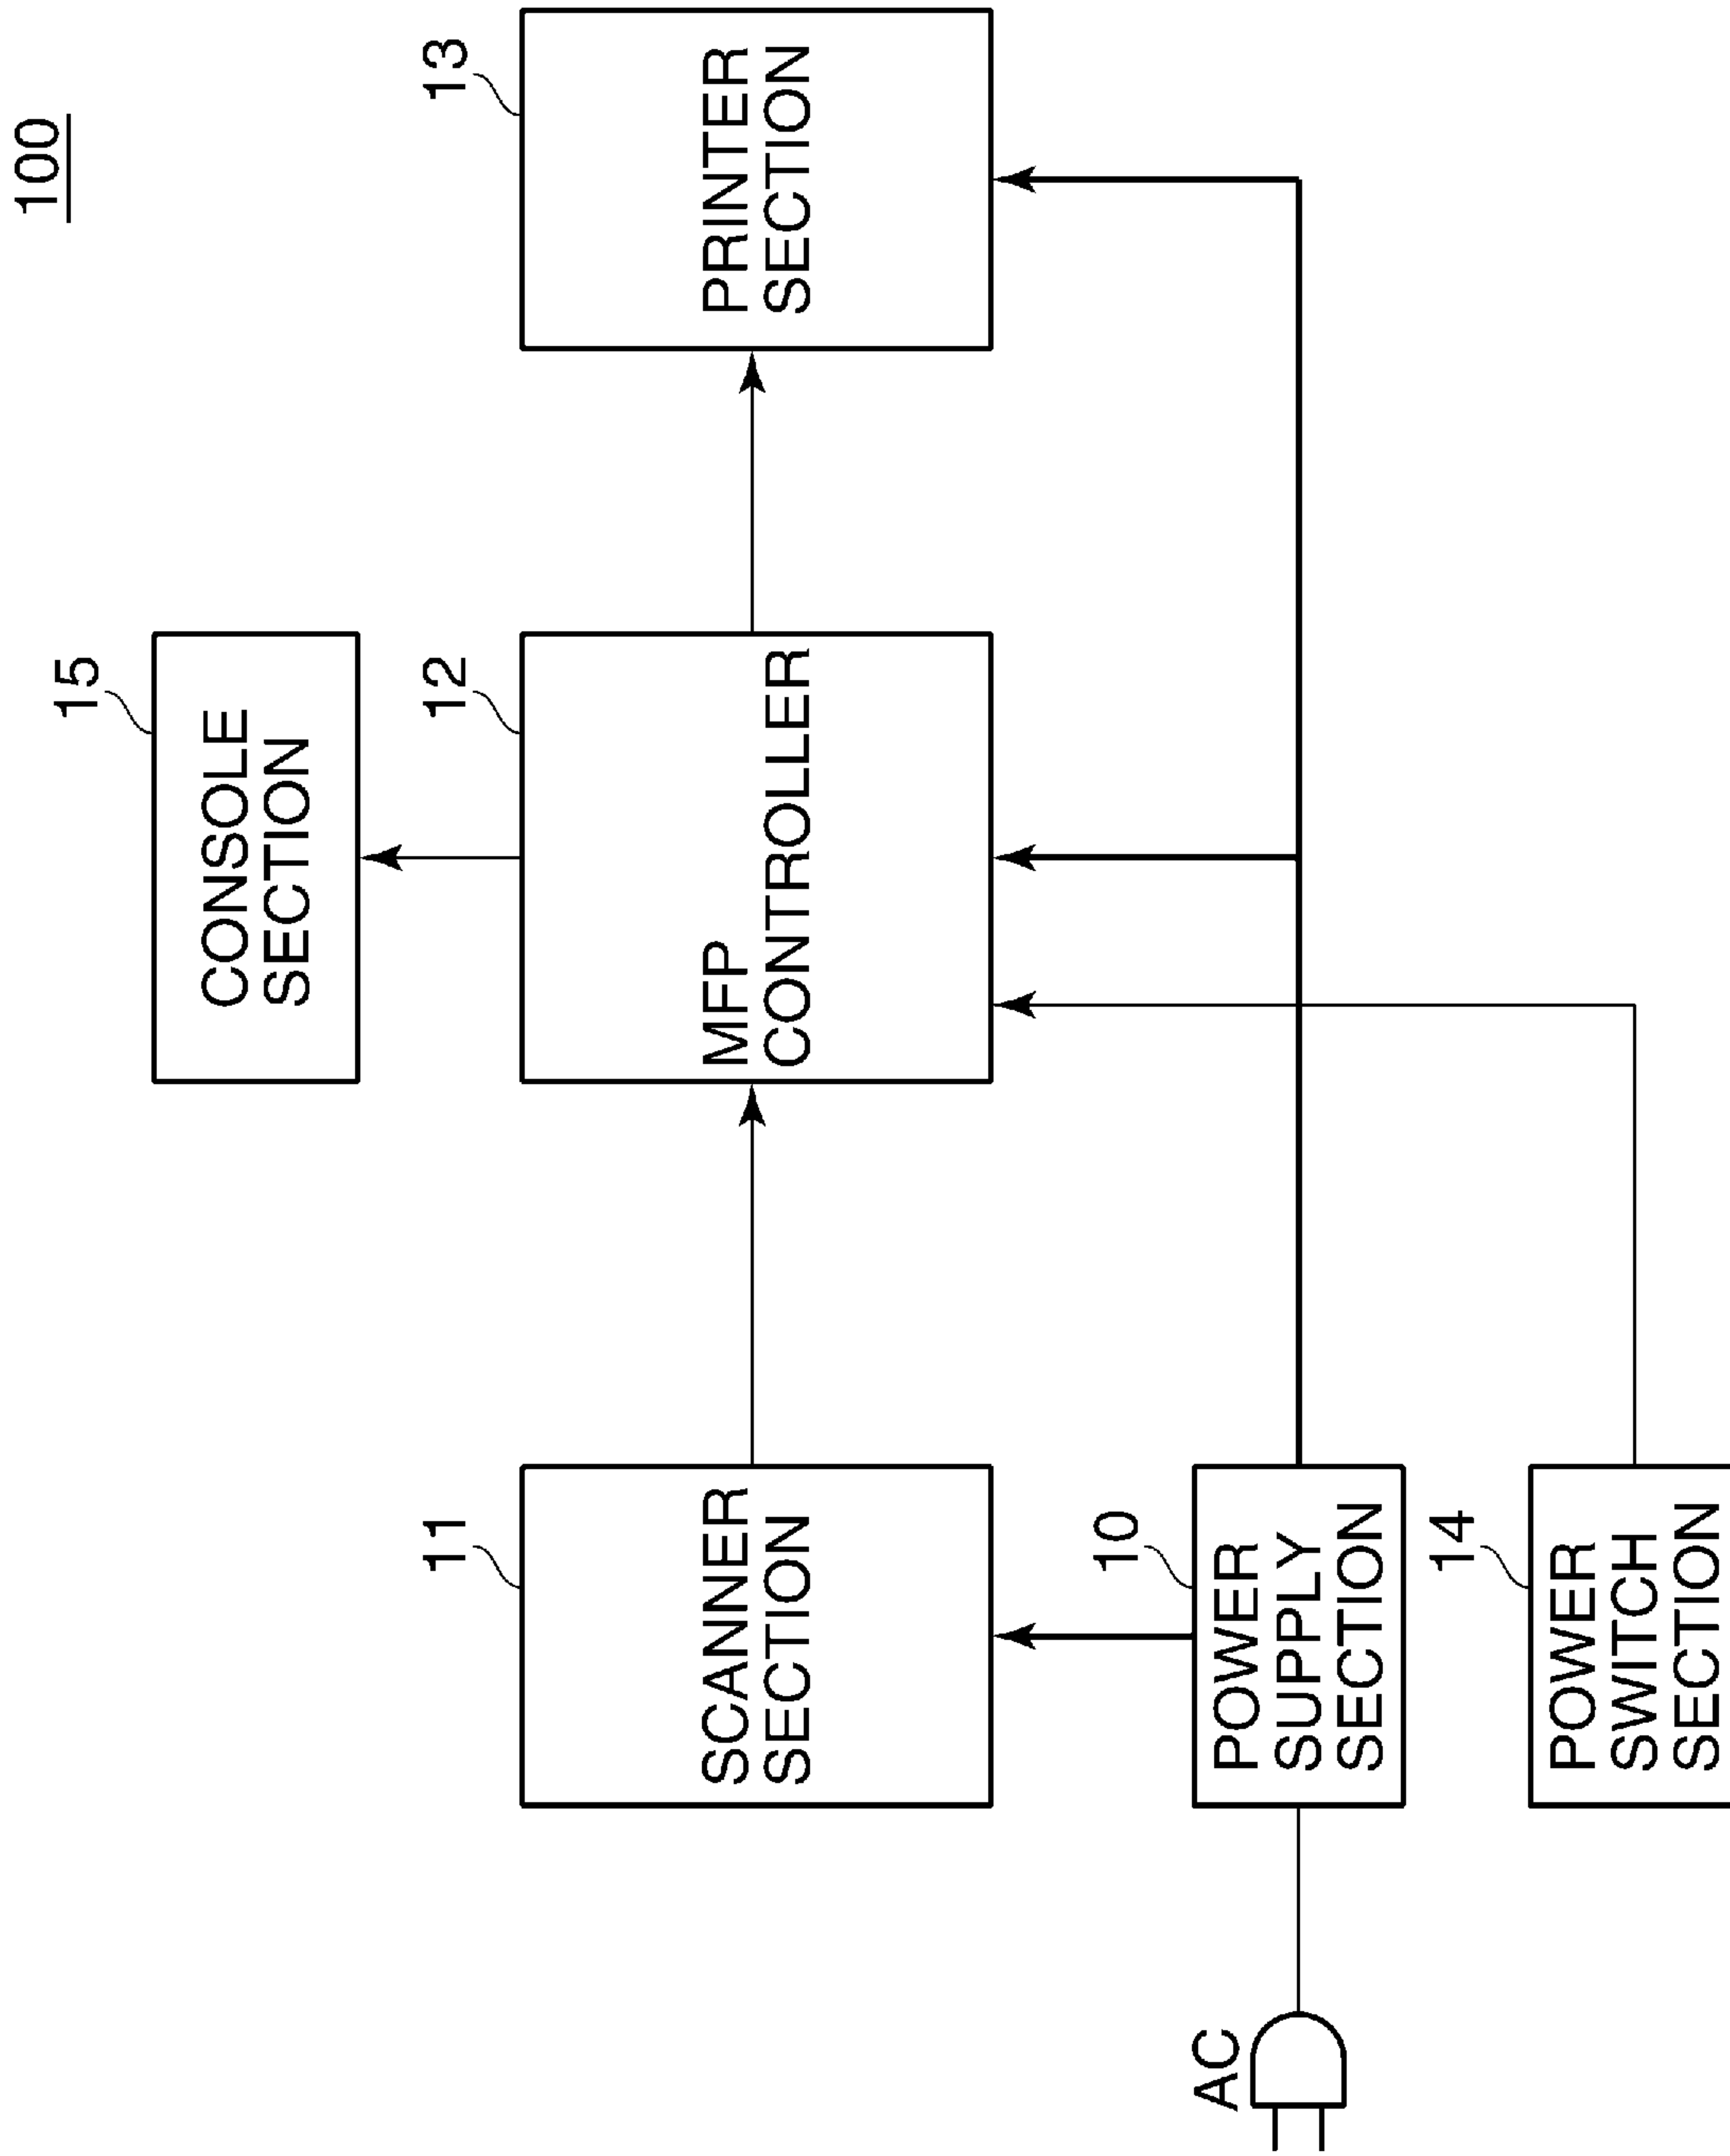 100
15
CONSOLE
SECTION
11
12
13
SCANNER
SECTION
MFP
CONTROLLER
PRINTER
SECTION
10
AC
POWER
SUPPLY
SECTION
14
POWER
SWITCH
SECTION